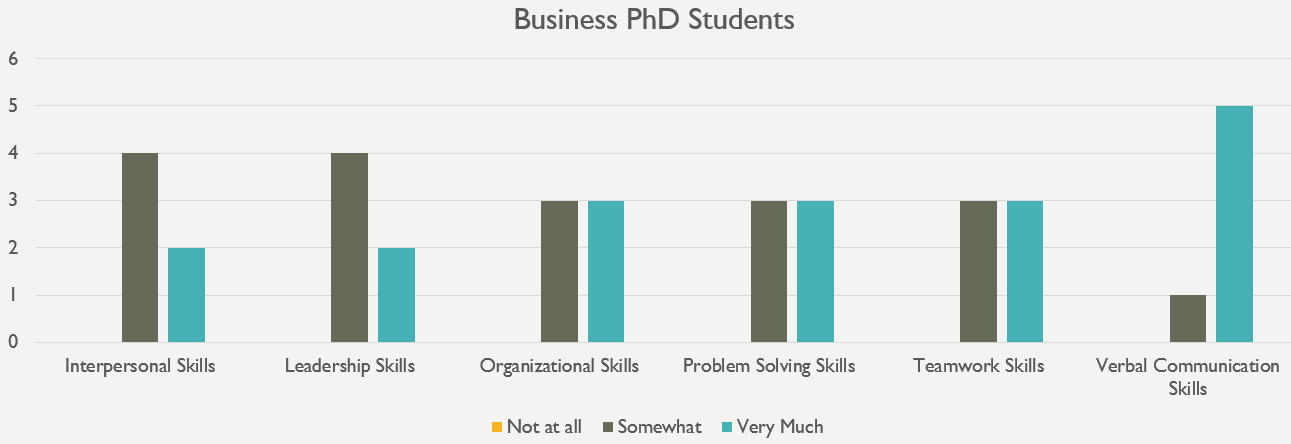 Business PhD Students
6
5
4
3
2
1
0
Interpersonal Skills
Leadership Skills
Organizational Skills
Problem Solving Skills
Teamwork Skills
Verbal Communication
Skills
Not at all Somewhat Very Much